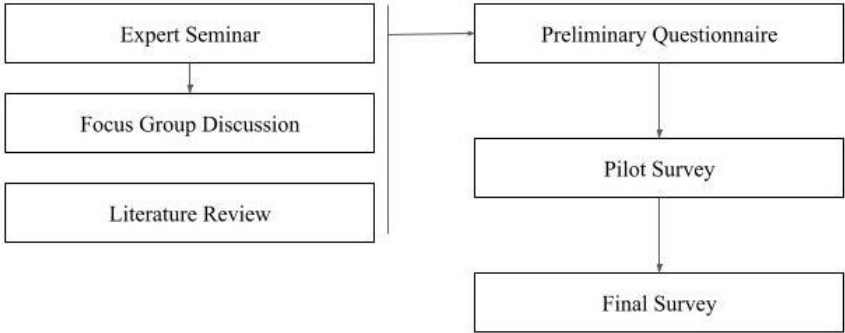 Expert Seminar
Focus Group Discussion
Literature Review
Preliminary Questionnaire
Pilot Survey
Final Survey